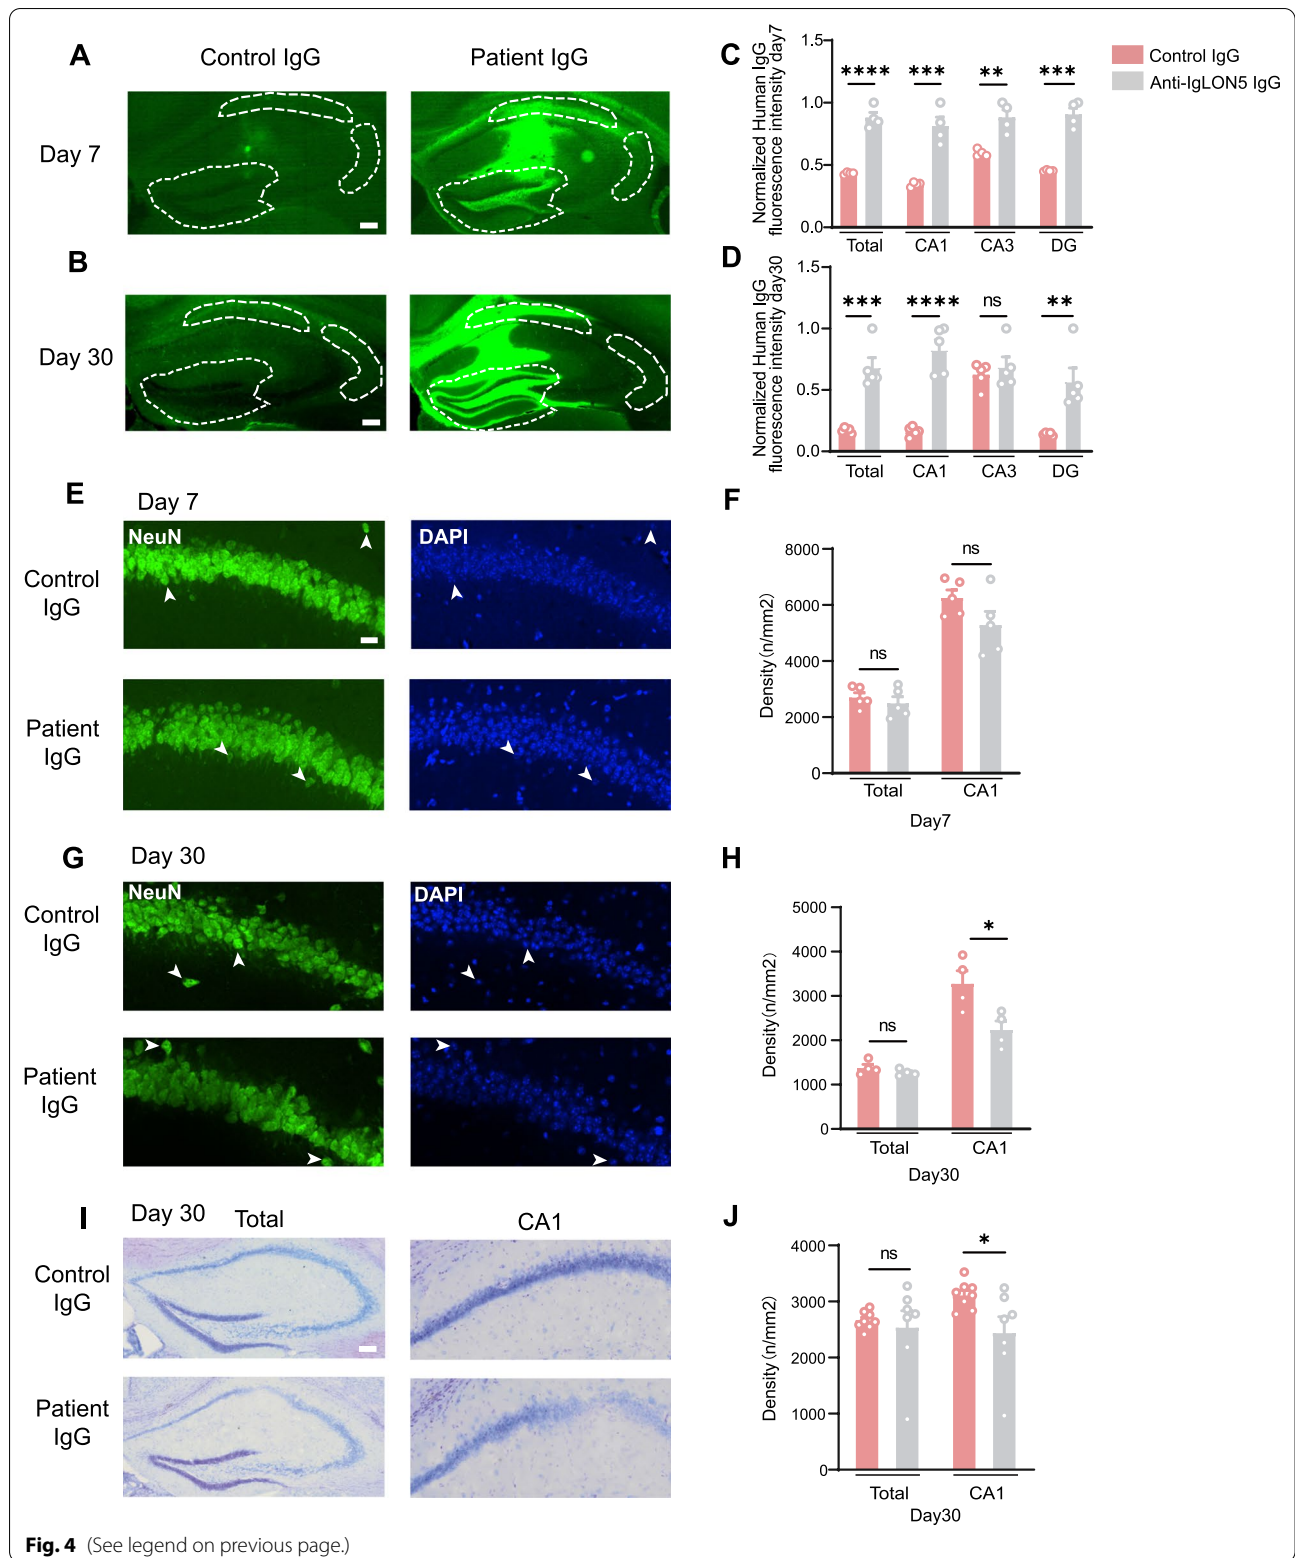 A
Control IgG
Patient IgG
Day 7
B
Day 30
C
Normalized Human IgG
fluorescence intensity day7
1.5
1.0
0.5
0.0
****
***
**
***
Total
CA1
CA3
DG
Control IgG
Anti-IgLON5 IgG
D
Normalized Human IgG
fluorescence intensity day30
1.5
1.0
0.5
0.0
***
****
ns
**
Total
CA1
CA3
DG
E
Day 7
NeuN
DAPI
Control
IgG
Patient
IgG
F
Density(n/mm2)
8000
6000
4000
2000
0
ns
ns
Total
CA1
Day7
G
Day 30
NeuN
DAPI
Control
IgG
Patient
IgG
H
Density(n/mm2)
5000
4000
3000
2000
1000
0
ns
*
Total
CA1
Day30
I
Day 30
Total
CA1
Control
IgG
Patient
IgG
J
Density(n/mm2)
4000
3000
2000
1000
0
ns
*
Total
CA1
Day30
Fig. 4 (See legend on previous page.)